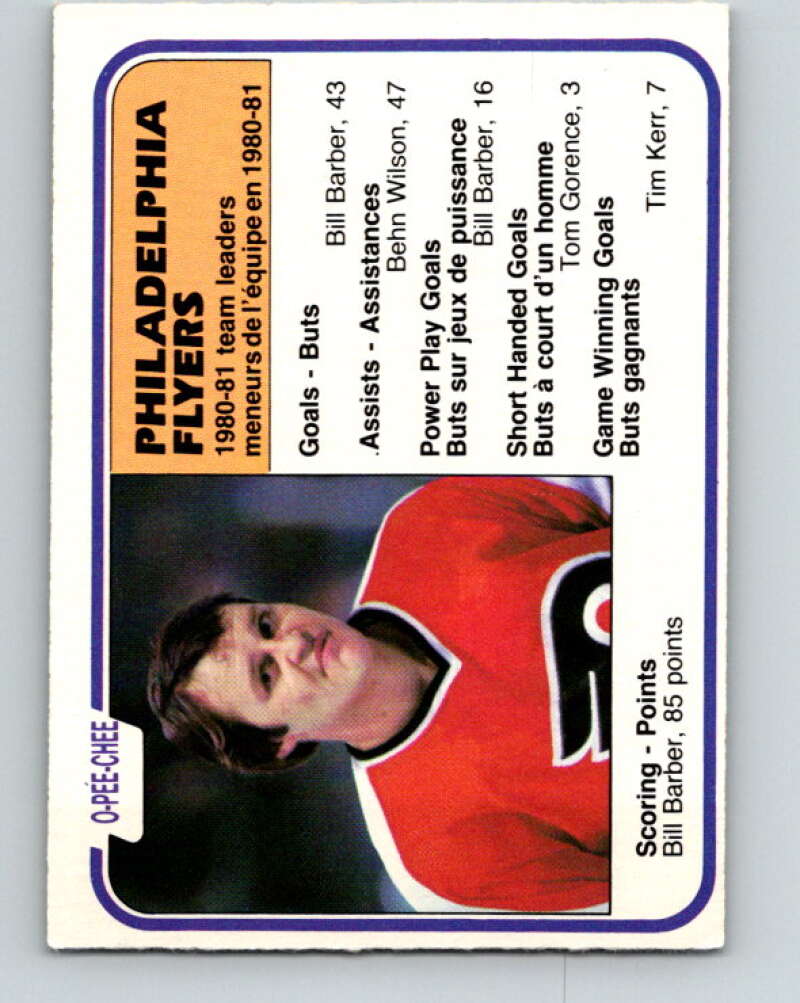 O-PEE-CHEE
PHILADELPHIA
FLYERS
1980-81 team leaders
meneurs de l'équipe en 1980-81
Goals - Buts
Bill Barber, 43
Assists - Assistances
Behn Wilson, 47
Power Play Goals
Buts sur jeux de puissance
Bill Barber, 16
Short Handed Goals
Buts à court d'un homme
Tom Gorence, 3
Game Winning Goals
Buts gagnants
Tim Kerr, 7
Scoring - Points
Bill Barber, 85 points